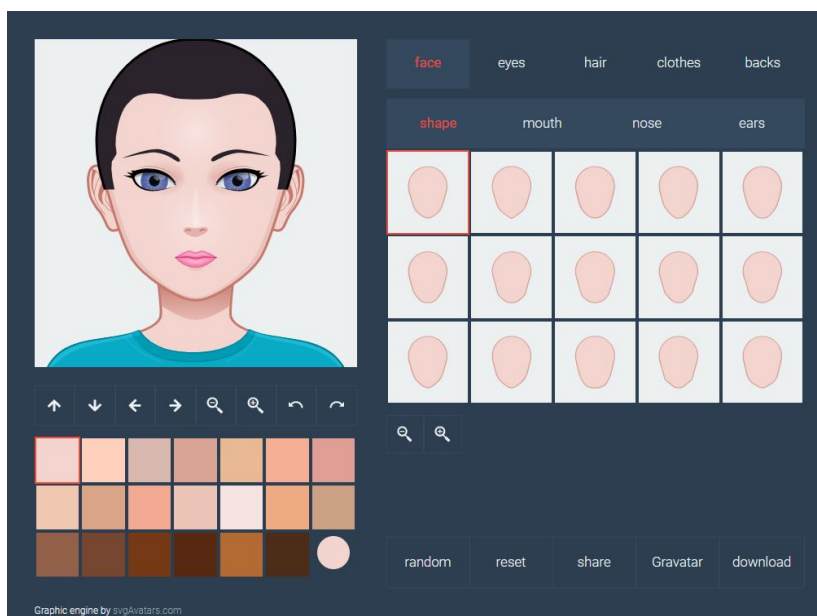 face eyes hair clothes backs
shape mouth nose ears
random reset share Gravatar download
Graphic engine by svgAvatars.com